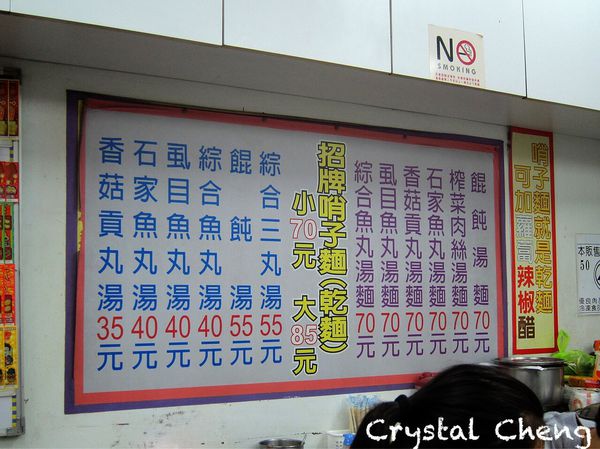 NO
SMOKING
哨子麵就是乾麵
可加羅富辣椒醋
餛飩湯麵70元
榨菜肉絲湯麵70元
石家魚丸湯麵70元
香菇貢丸湯麵70元
虱目魚丸湯麵70元
綜合魚丸湯麵70元
招牌哨子麵(乾麵)
小70元 大85元
綜合三丸湯55元
餛飩湯55元
綜合魚丸湯40元
虱目魚丸湯40元
石家魚丸湯40元
香菇貢丸湯35元
本販售
50
Crystal Cheng